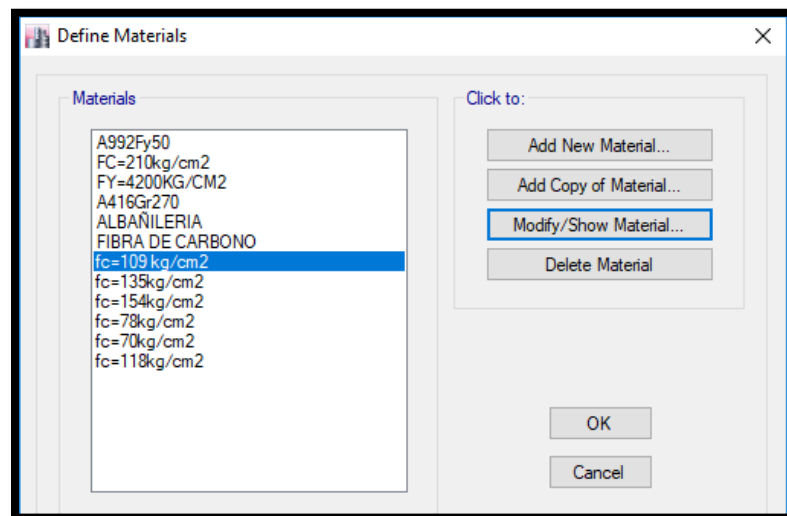 Define Materials
Materials
A992Fy50
FC=210kg/cm2
FY=4200KG/CM2
A416Gr270
ALBAÑILERIA
FIBRA DE CARBONO
fc=109 kg/cm2
fc=135kg/cm2
fc=154kg/cm2
fc=78kg/cm2
fc=70kg/cm2
fc=118kg/cm2
Click to:
Add New Material...
Add Copy of Material...
Modify/Show Material...
Delete Material
OK
Cancel